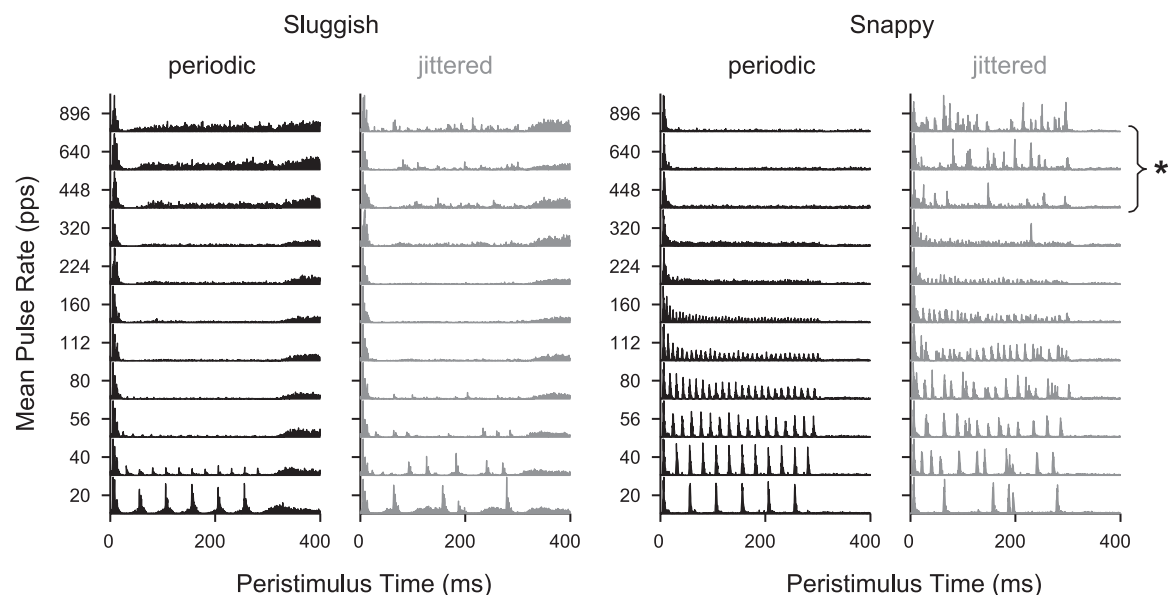 Sluggish Snappy
periodic jittered periodic jittered
Mean Pulse Rate (pps)
896
640
448
320
224
160
112
80
56
40
20
*
0 200 400 0 200 400 0 200 400 0 200 400
Peristimulus Time (ms) Peristimulus Time (ms)